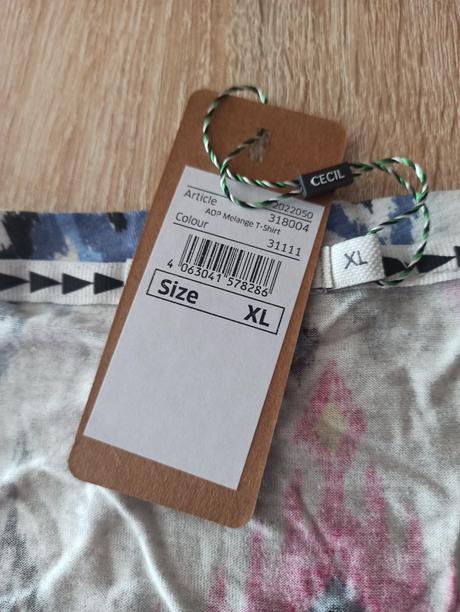 CECIL
2022050
Article 318004
AOP Melange T-Shirt
Colour 31111
4 063041 578286
Size XL
XL